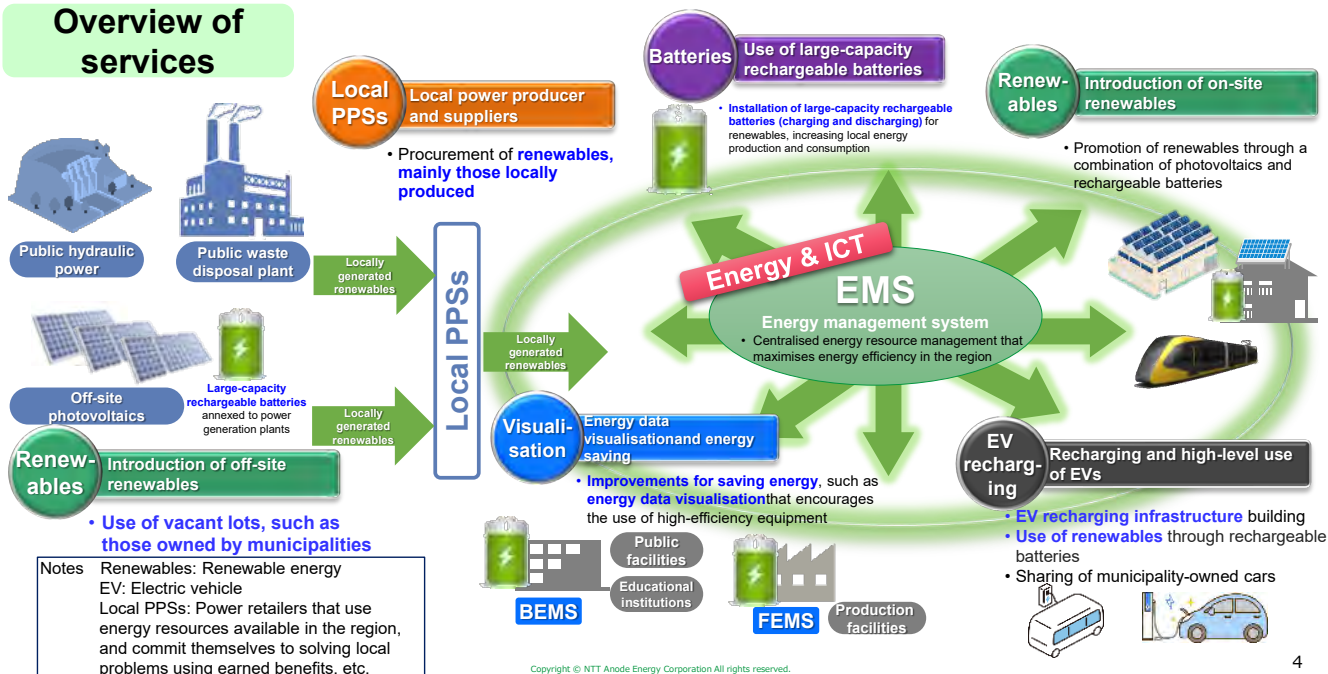 Overview of
services
Local
PPSs
Local power producer
and suppliers
• Procurement of renewables,
mainly those locally
produced
Batteries
Use of large-capacity
rechargeable batteries
• Installation of large-capacity rechargeable
batteries (charging and discharging) for
renewables, increasing local energy
production and consumption
Renew-
ables
Introduction of on-site
renewables
• Promotion of renewables through a
combination of photovoltaics and
rechargeable batteries
Public hydraulic
power
Public waste
disposal plant
Locally
generated
renewables
Off-site
photovoltaics
Large-capacity
rechargeable batteries
annexed to power
generation plants
Locally
generated
renewables
Local PPSs
Locally
generated
renewables
Energy & ICT
EMS
Energy management system
• Centralised energy resource management that
maximises energy efficiency in the region
Renew-
ables
Introduction of off-site
renewables
• Use of vacant lots, such as
those owned by municipalities
Visuali-
sation
Energy data
visualisationand energy
saving
• Improvements for saving energy, such as
energy data visualisationthat encourages
the use of high-efficiency equipment
BEMS
Public
facilities
Educational
institutions
FEMS
Production
facilities
EV
recharg-
ing
Recharging and high-level use
of EVs
• EV recharging infrastructure building
• Use of renewables through rechargeable
batteries
• Sharing of municipality-owned cars
Notes Renewables: Renewable energy
EV: Electric vehicle
Local PPSs: Power retailers that use
energy resources available in the region,
and commit themselves to solving local
problems using earned benefits, etc.
Copyright © NTT Anode Energy Corporation All rights reserved.
4